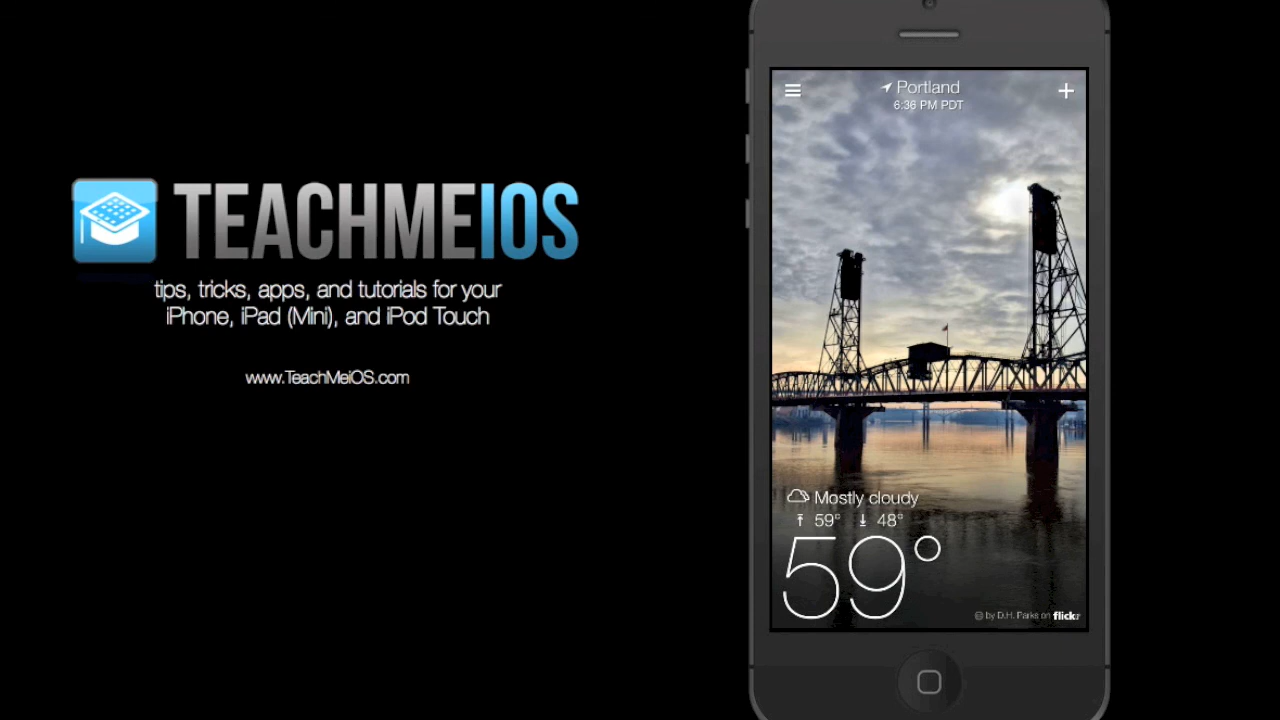 TEACHMEIOS
tips, tricks, apps, and tutorials for your
iPhone, iPad (Mini), and iPod Touch
www.TeachMeiOS.com
Portland
6:36 PM PDT
Mostly cloudy
59° 48°
59°
by D.H. Parks on flickr